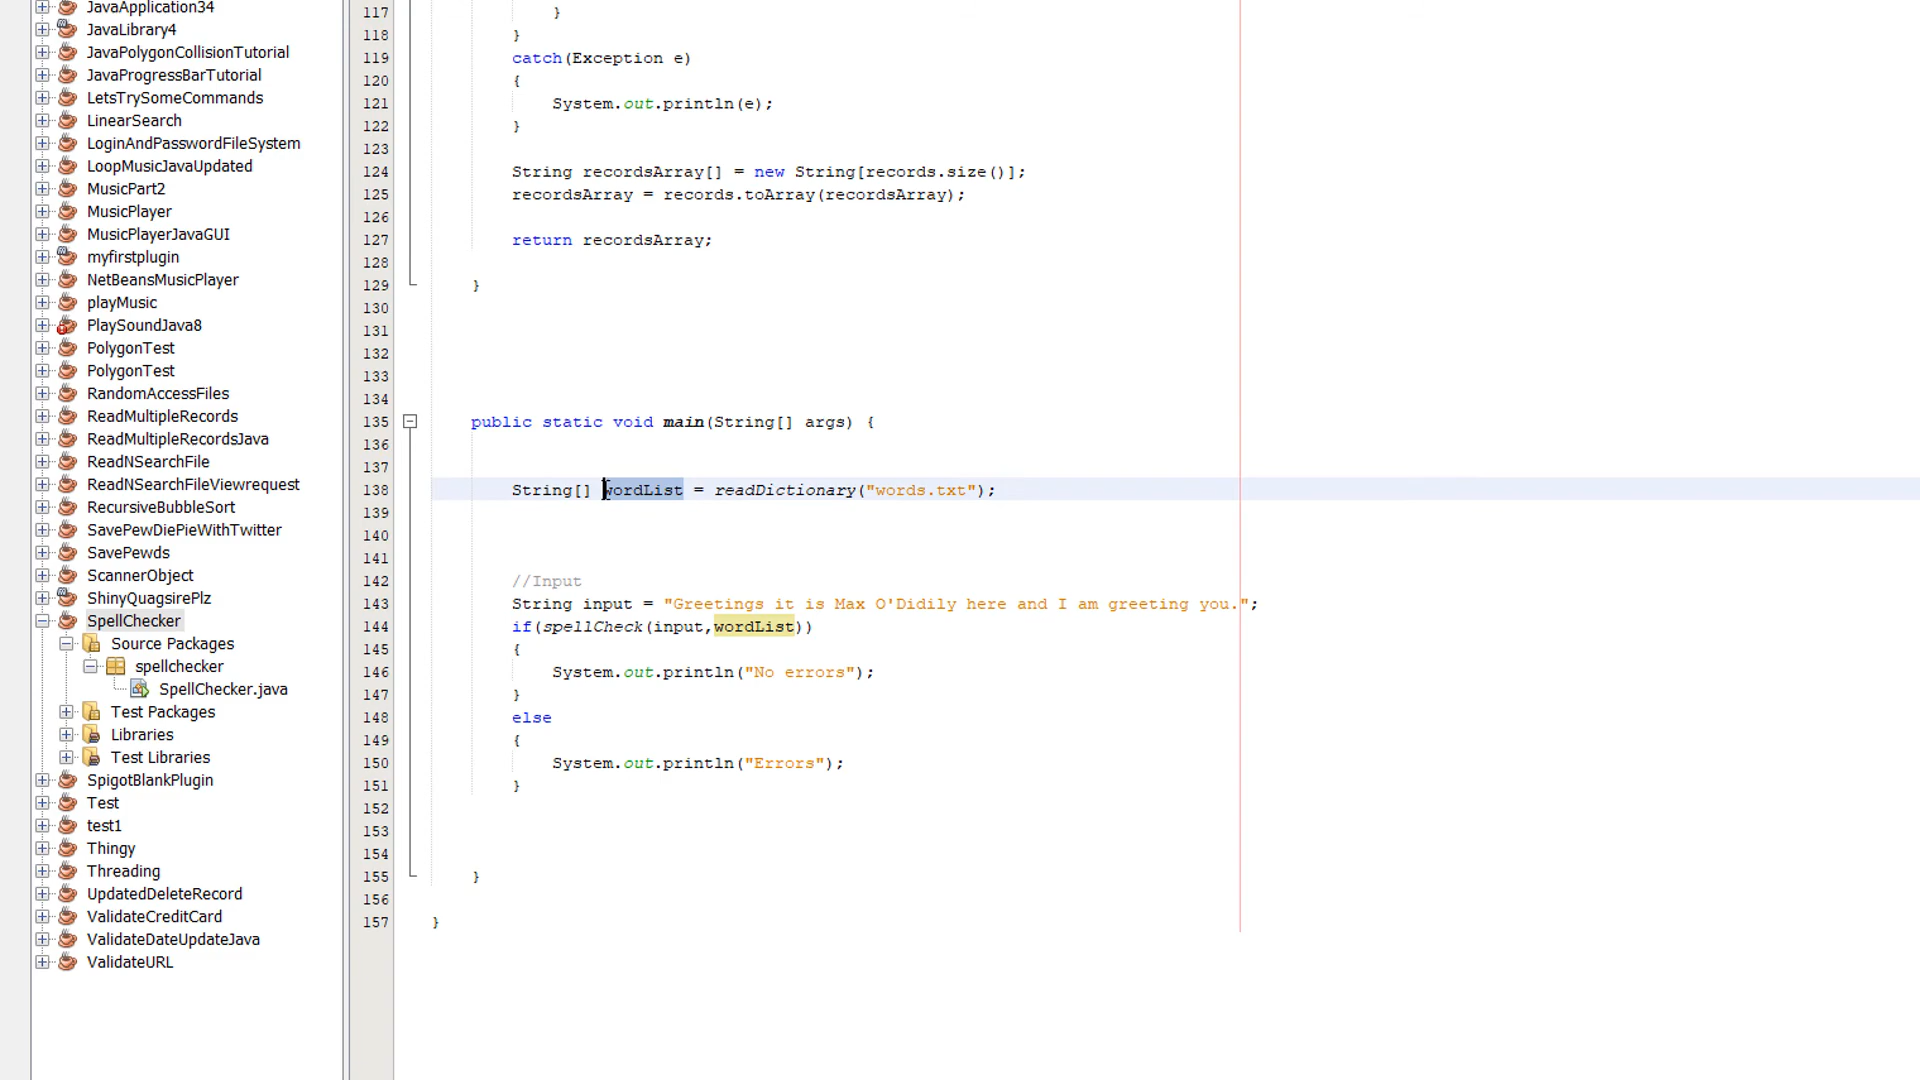 JavaApplication34
JavaLibrary4
JavaPolygonCollisionTutorial
JavaProgressBarTutorial
LetsTrySomeCommands
LinearSearch
LoginAndPasswordFileSystem
LoopMusicJavaUpdated
MusicPart2
MusicPlayer
MusicPlayerJavaGUI
myfirstplugin
NetBeansMusicPlayer
playMusic
PlaySoundJava8
PolygonTest
PolygonTest
RandomAccessFiles
ReadMultipleRecords
ReadMultipleRecordsJava
ReadNSearchFile
ReadNSearchFileViewrequest
RecursiveBubbleSort
SavePewDiePieWithTwitter
SavePewds
ScannerObject
ShinyQuagsirePlz
SpellChecker
Source Packages
spellchecker
SpellChecker.java
Test Packages
Libraries
Test Libraries
SpigotBlankPlugin
Test
test1
Thingy
Threading
UpdatedDeleteRecord
ValidateCreditCard
ValidateDateUpdateJava
ValidateURL
117 }
118 }
119 catch(Exception e)
120 {
121 System.out.println(e);
122 }
123
124 String recordsArray[] = new String[records.size()];
125 recordsArray = records.toArray(recordsArray);
126
127 return recordsArray;
128
129 }
130
131
132
133
134
135 public static void main(String[] args) {
136
137
138 String[] wordList = readDictionary("words.txt");
139
140
141
142 //Input
143 String input = "Greetings it is Max O'Didily here and I am greeting you.";
144 if(spellCheck(input,wordList))
145 {
146 System.out.println("No errors");
147 }
148 else
149 {
150 System.out.println("Errors");
151 }
152
153
154
155 }
156
157 }